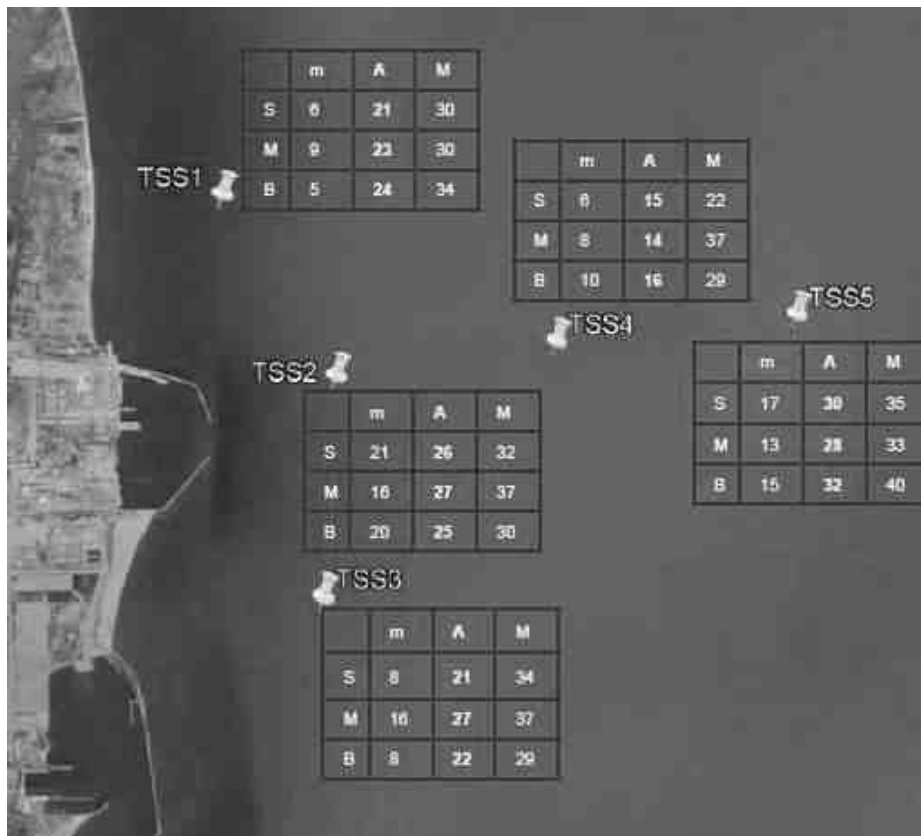 m A M
S 6 21 30
M 9 23 30
TSS1
B 5 24 34
m A M
S 6 15 22
M 8 14 37
B 10 16 29
TSS5
TSS4
m A M
S 17 30 35
M 13 28 33
B 15 32 40
TSS2
m A M
S 21 26 32
M 16 27 37
B 20 25 30
TSS3
m A M
S 8 21 34
M 16 27 37
B 8 22 29